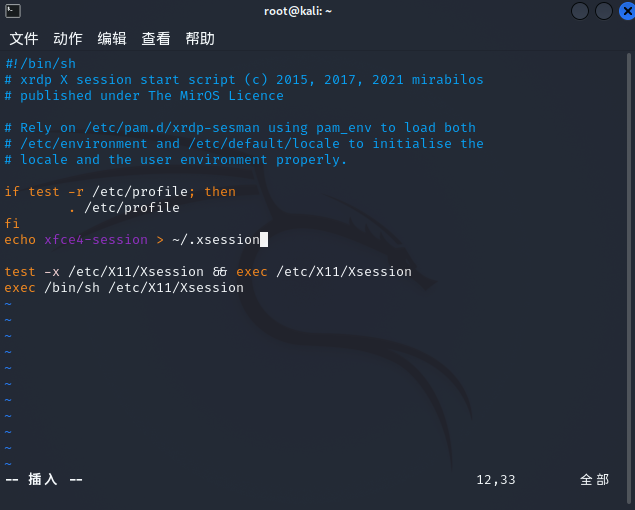 root@kali: ~
文件 动作 编辑 查看 帮助
#!/bin/sh
# xrdp X session start script (c) 2015, 2017, 2021 mirabilos
# published under The MirOS Licence
# Rely on /etc/pam.d/xrdp-sesman using pam_env to load both
# /etc/environment and /etc/default/locale to initialise the
# locale and the user environment properly.
if test -r /etc/profile; then
        . /etc/profile
fi
echo xfce4-session > ~/.xsession
test -x /etc/X11/Xsession && exec /etc/X11/Xsession
exec /bin/sh /etc/X11/Xsession
~
~
~
~
~
~
~
~
~
~
~
-- 插入 -- 12,33 全部